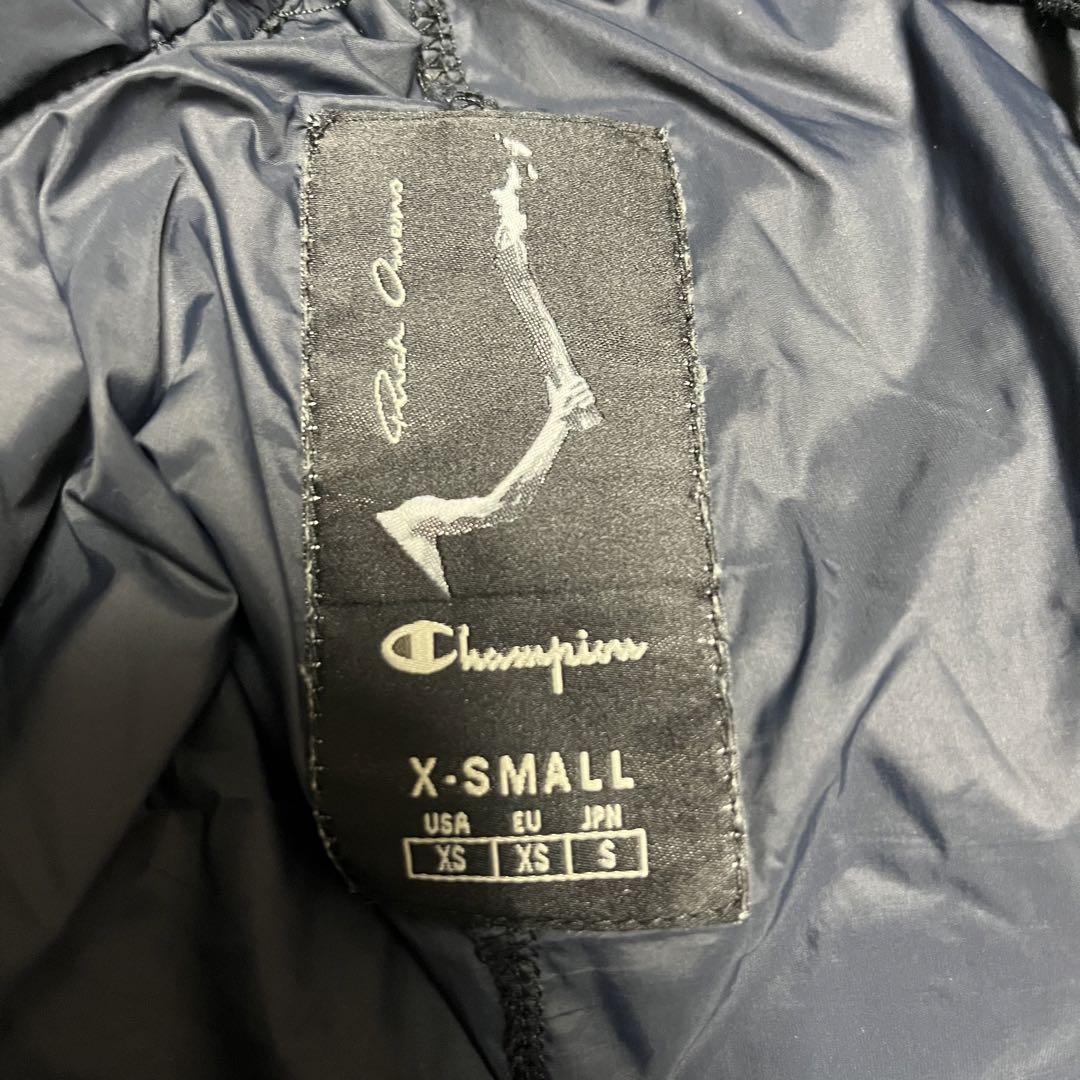 Rick Owens
Champion
X-SMALL
USA EU JPN
XS XS S